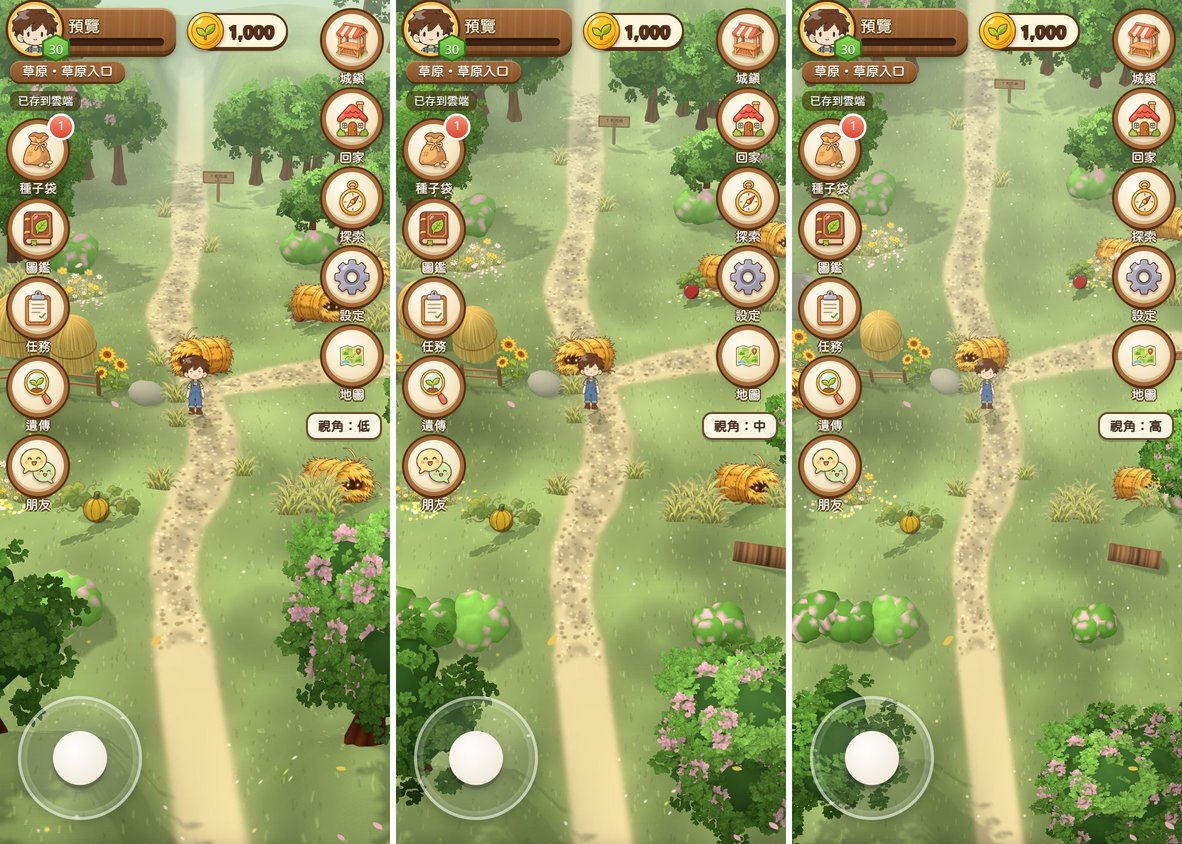 預覽
1,000
30
草原・草原入口
城鎮
已存到雲端
1
回家
種子袋
探索
圖鑑
設定
任務
地圖
遺傳
視角：低
朋友
預覽
1,000
30
草原・草原入口
城鎮
已存到雲端
1
回家
種子袋
探索
圖鑑
設定
任務
地圖
遺傳
視角：中
朋友
預覽
1,000
30
草原・草原入口
城鎮
已存到雲端
1
回家
種子袋
探索
圖鑑
設定
任務
地圖
遺傳
視角：高
朋友